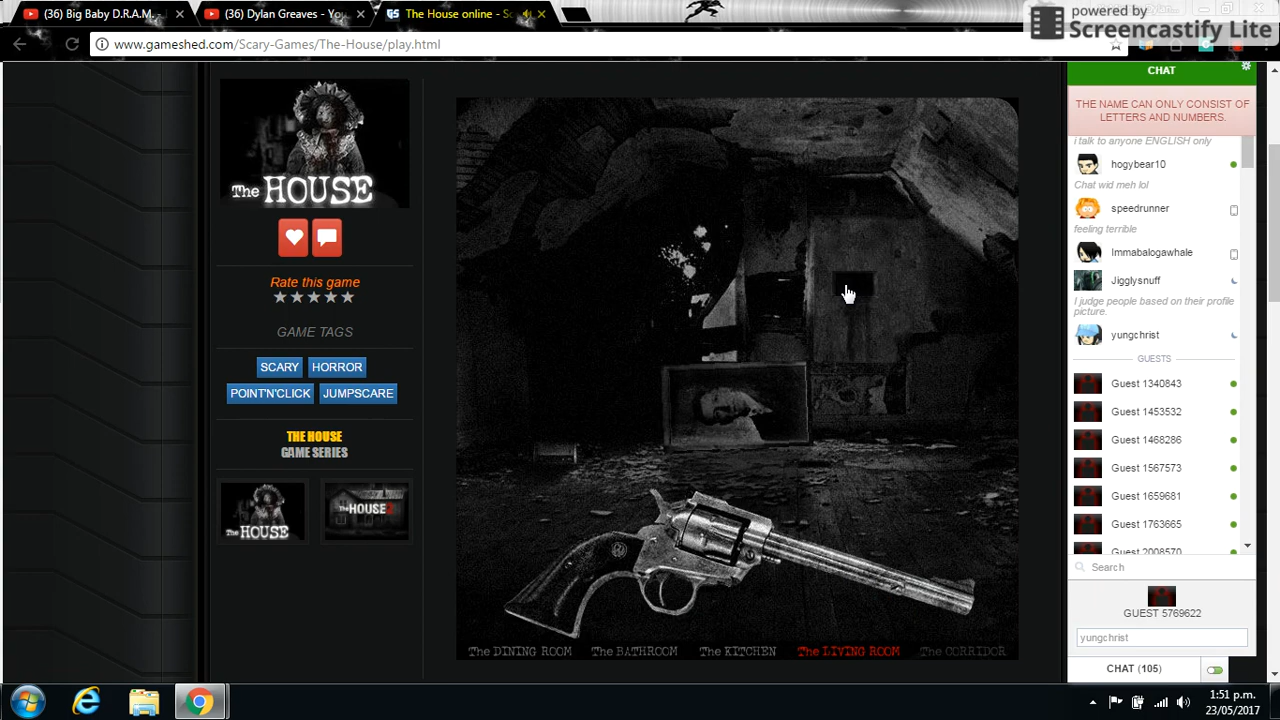 (36) Big Baby D.R.A.M. -
(36) Dylan Greaves - Yo
The House online - Sc
powered by
Screencastify Lite
www.gameshed.com/Scary-Games/The-House/play.html
The HOUSE
Rate this game
GAME TAGS
SCARY
HORROR
POINT'N'CLICK
JUMPSCARE
THE HOUSE
GAME SERIES
The HOUSE
The HOUSE2
The DINING ROOM
The BATHROOM
The KITCHEN
The LIVING ROOM
The CORRIDOR
CHAT
THE NAME CAN ONLY CONSIST OF
LETTERS AND NUMBERS.
i talk to anyone ENGLISH only
hogybear10
Chat wid meh lol
speedrunner
feeling terrible
Immabalogawhale
Jigglysnuff
I judge people based on their profile
picture.
yungchrist
GUESTS
Guest 1340843
Guest 1453532
Guest 1468286
Guest 1567573
Guest 1659681
Guest 1763665
Guest 2008570
Search
GUEST 5769622
yungchrist
CHAT (105)
1:51 p.m.
23/05/2017